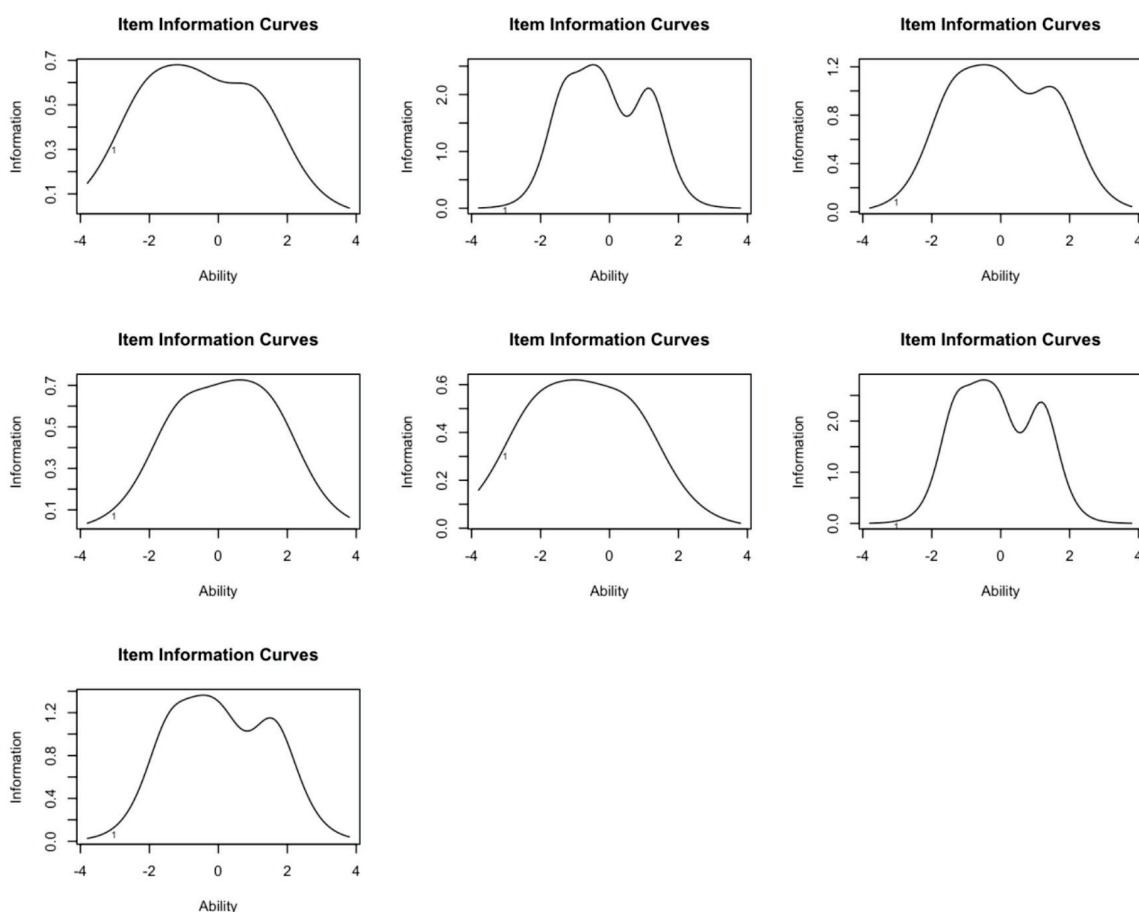 Item Information Curves
Item Information Curves
Item Information Curves
Information
0.1
0.3
0.5
0.7
1
-4 -2 0 2 4
Ability
Information
0.0
1.0
2.0
1
-4 -2 0 2 4
Ability
Information
0.0
0.4
0.8
1.2
1
-4 -2 0 2 4
Ability
Item Information Curves
Item Information Curves
Item Information Curves
Information
0.1
0.3
0.5
0.7
1
-4 -2 0 2 4
Ability
Information
0.0
0.2
0.4
0.6
1
-4 -2 0 2 4
Ability
Information
0.0
1.0
2.0
1
-4 -2 0 2 4
Ability
Item Information Curves
Information
0.0
0.4
0.8
1.2
1
-4 -2 0 2 4
Ability